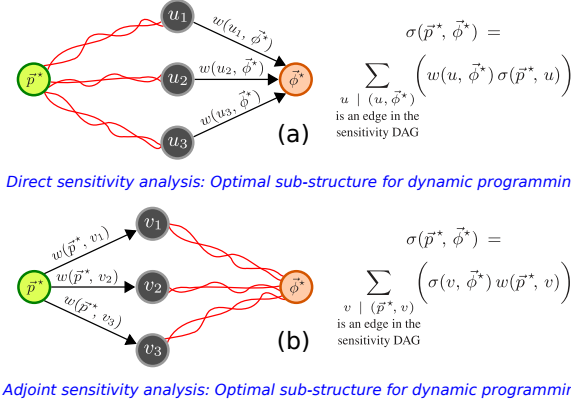 u₁
w(u₁, φ⃗*)
σ(p⃗*, φ⃗*) =
p⃗*
u₂
w(u₂, φ⃗*)
φ⃗*
∑ ( w(u, φ⃗*) σ(p⃗*, u) )
u | (u, φ⃗*)
is an edge in the
sensitivity DAG
w(u₃, φ⃗*)
u₃
(a)
Direct sensitivity analysis: Optimal sub-structure for dynamic programmin
v₁
w(p⃗*, v₁)
σ(p⃗*, φ⃗*) =
p⃗*
w(p⃗*, v₂)
v₂
φ⃗*
∑ ( σ(v, φ⃗*) w(p⃗*, v) )
v | (p⃗*, v)
is an edge in the
sensitivity DAG
w(p⃗*, v₃)
v₃
(b)
Adjoint sensitivity analysis: Optimal sub-structure for dynamic programmin